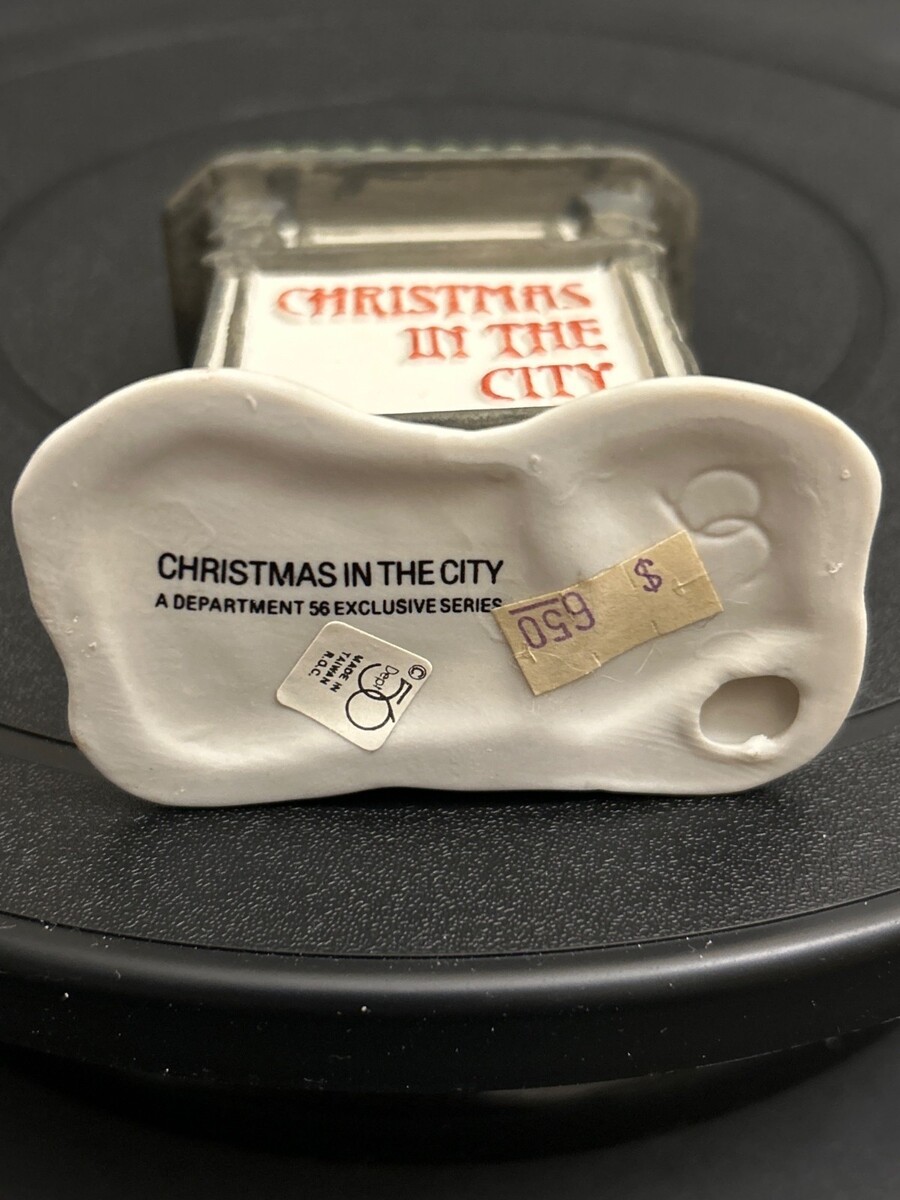 CHRISTMAS
IN THE
CITY
CHRISTMAS IN THE CITY
A DEPARTMENT 56 EXCLUSIVE SERIES
$ 650
© Dept 56
MADE IN
TAIWAN
R.O.C.